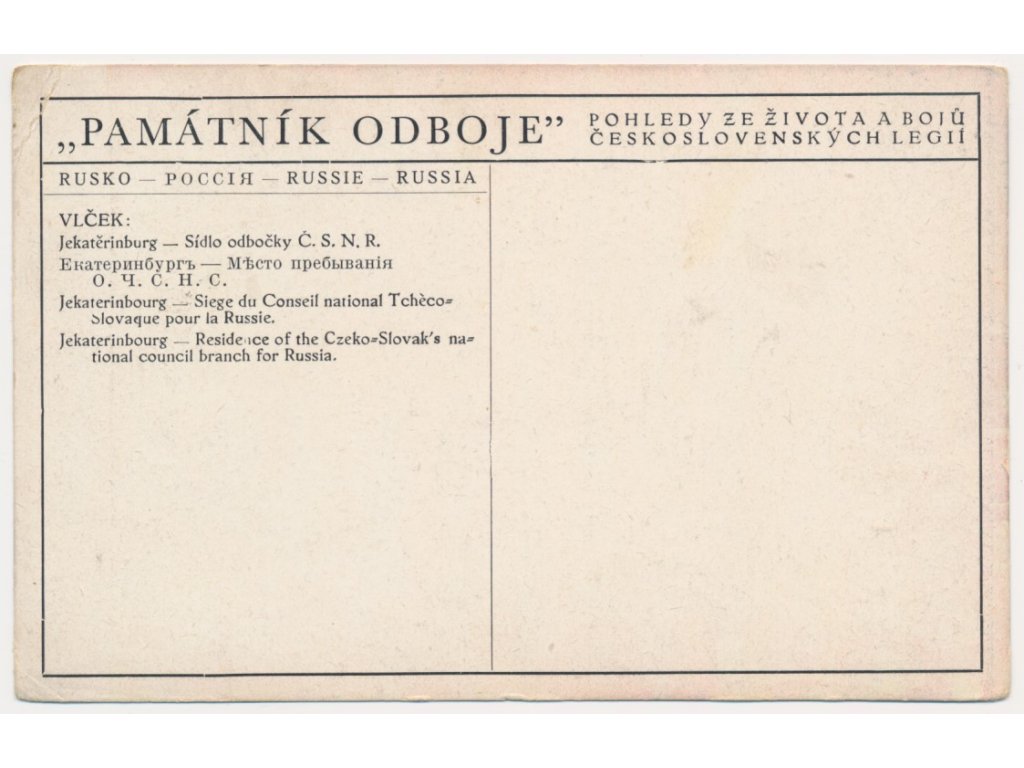 „PAMÁTNÍK ODBOJE”
POHLEDY ZE ŽIVOTA A BOJŮ
ČESKOSLOVENSKÝCH LEGIÍ
RUSKO — РОССІЯ — RUSSIE — RUSSIA
VLČEK:
Jekatěrinburg — Sídlo odbočky Č. S. N. R.
Екатеринбургъ — Мѣсто пребыванія
О. Ч. С. Н. С.
Jekaterinbourg — Siege du Conseil national Tchèco=
Slovaque pour la Russie.
Jekaterinbourg — Residence of the Czeko=Slovak's na=
tional council branch for Russia.